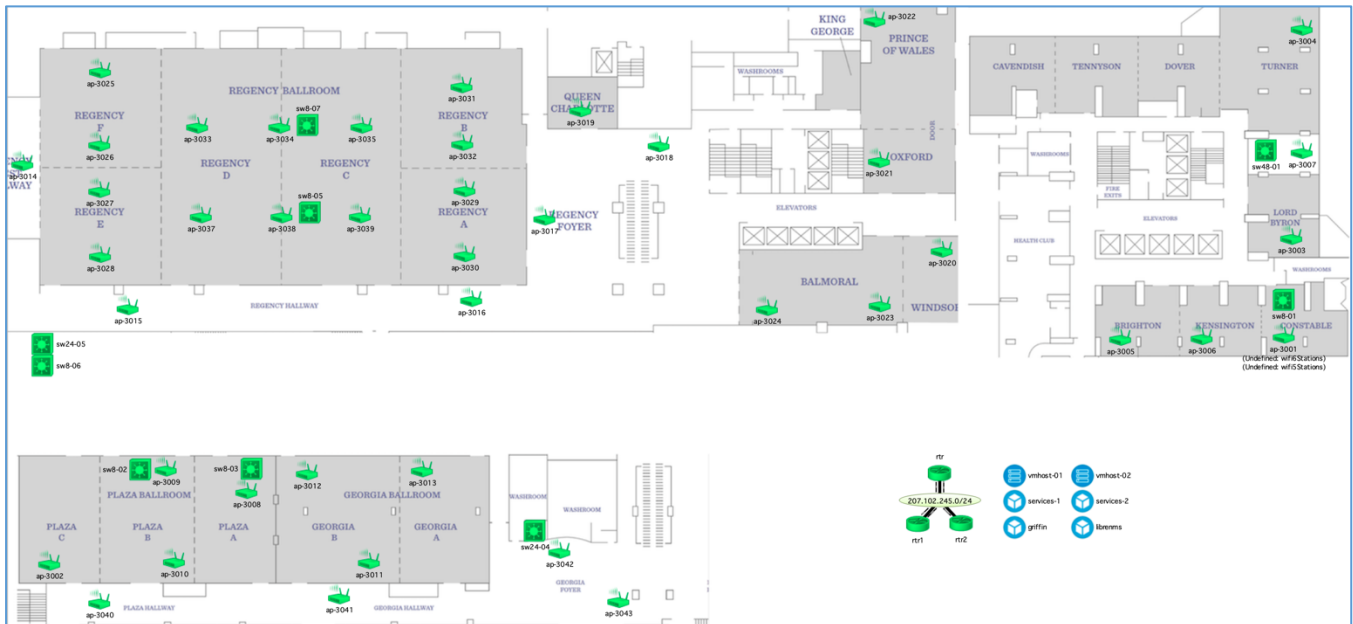 ap-3022
KING
GEORGE
PRINCE
OF WALES
ap-3004
CAVENDISH
TENNYSON
DOVER
TURNER
WASHROOMS
ap-3025
REGENCY BALLROOM
ap-3031
QUEEN
CHARLOTTE
ap-3019
sw8-07
REGENCY
F
REGENCY
B
ap-3033
ap-3034
ap-3035
DOOR
ap-3026
ap-3032
ap-3018
ap-3014
REGENCY
D
REGENCY
C
OXFORD
ap-3021
WASHROOMS
sw48-01
ap-3007
FIRE
EXITS
ap-3027
ap-3029
sw8-05
REGENCY
E
REGENCY
A
ap-3037
ap-3038
ap-3039
ap-3017
REGENCY
FOYER
ELEVATORS
ELEVATORS
LORD
BYRON
HEALTH CLUB
ap-3003
ap-3028
ap-3030
ap-3020
WASHROOMS
BALMORAL
ap-3015
REGENCY HALLWAY
ap-3016
ap-3024
ap-3023
WINDSOR
sw8-01
BRIGHTON
KENSINGTON
CONSTABLE
ap-3005
ap-3006
ap-3001
(Undefined: wifi6Stations)
(Undefined: wifi5Stations)
sw24-05
sw8-06
sw8-02
ap-3009
sw8-03
ap-3012
ap-3013
PLAZA BALLROOM
ap-3008
GEORGIA BALLROOM
WASHROOM
WASHROOM
PLAZA
C
PLAZA
B
PLAZA
A
GEORGIA
B
GEORGIA
A
sw24-04
ap-3042
ap-3002
ap-3010
ap-3011
GEORGIA
FOYER
ap-3040
PLAZA HALLWAY
ap-3041
GEORGIA HALLWAY
ap-3043
rtr
207.102.245.0/24
rtr1
rtr2
vmhost-01
vmhost-02
services-1
services-2
griffin
librenms